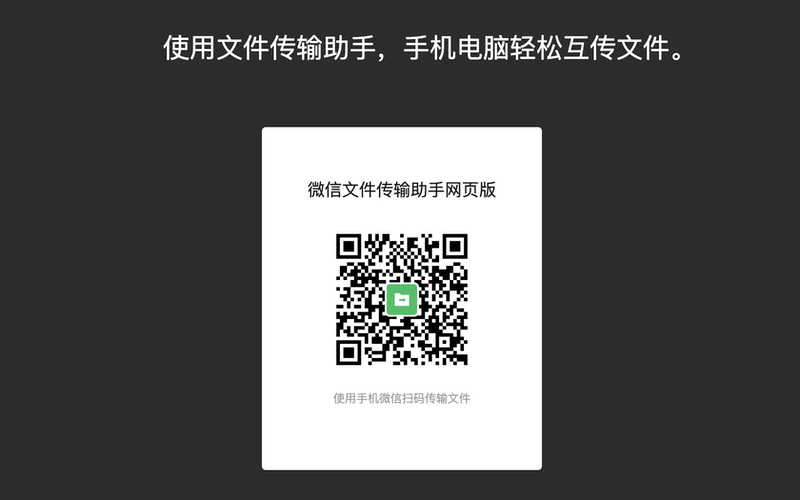 使用文件传输助手，手机电脑轻松互传文件。
微信文件传输助手网页版
使用手机微信扫码传输文件